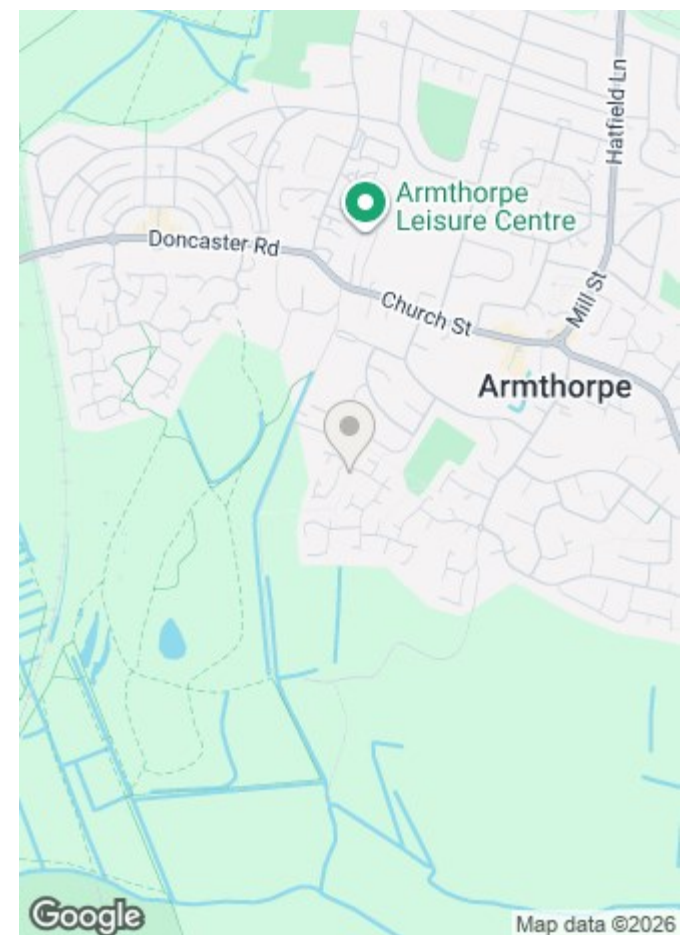 Hatfield Ln
Armthorpe
Leisure Centre
Doncaster Rd
Church St
Mill St
Armthorpe
Google
Map data ©2026